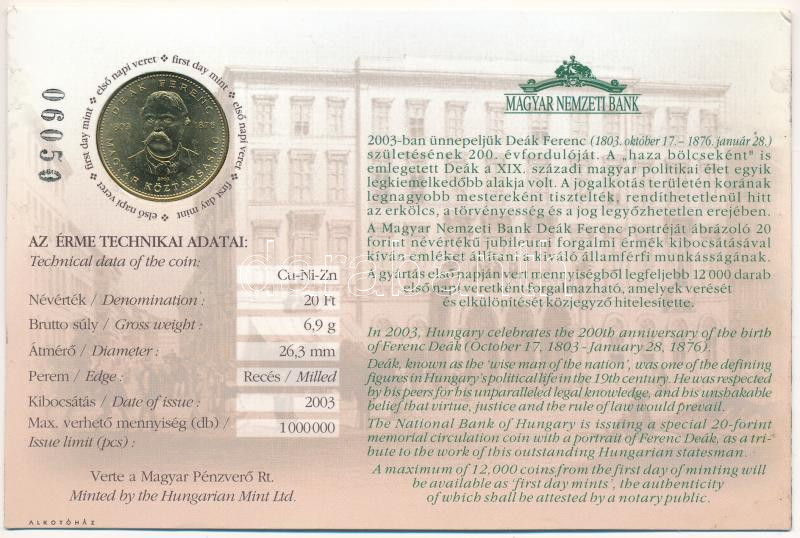 06050
első napi veret • first day mint • első napi veret • first day mint • első napi veret • first day mint •
DEÁK FERENC
1803 1876
2003
MAGYAR KÖZTÁRSASÁG
AZ ÉRME TECHNIKAI ADATAI:
Technical data of the coin:
Cu-Ni-Zn
Névérték / Denomination : 20 Ft
Brutto súly / Gross weight : 6,9 g
Átmérő / Diameter : 26,3 mm
Perem / Edge : Recés / Milled
Kibocsátás / Date of issue : 2003
Max. verhető mennyiség (db) /
Issue limit (pcs) : 1000000
Verte a Magyar Pénzverő Rt.
Minted by the Hungarian Mint Ltd.
ALKOTÓHÁZ
MAGYAR NEMZETI BANK
2003-ban ünnepeljük Deák Ferenc (1803. október 17. – 1876. január 28.)
születésének 200. évfordulóját. A „haza bölcseként" is
emlegetett Deák a XIX. századi magyar politikai élet egyik
legkiemelkedőbb alakja volt. A jogalkotás területén korának
legnagyobb mestereként tisztelték, rendíthetetlenül hitt
az erkölcs, a törvényesség és a jog legyőzhetetlen erejében.
A Magyar Nemzeti Bank Deák Ferenc portréját ábrázoló 20
forint névértékű jubileumi forgalmi érmék kibocsátásával
kíván emléket állítani a kiváló államférfi munkásságának.
A gyártás első napján vert mennyiségből legfeljebb 12 000 darab
első napi veretként forgalmazható, amelyek verését
és elkülönítését közjegyző hitelesítette.
In 2003, Hungary celebrates the 200th anniversary of the birth
of Ferenc Deák (October 17, 1803 - January 28, 1876).
Deák, known as the 'wise man of the nation', was one of the defining
figures in Hungary's political life in the 19th century. He was respected
by his peers for his unparalleled legal knowledge, and his unshakable
belief that virtue, justice and the rule of law would prevail.
The National Bank of Hungary is issuing a special 20-forint
memorial circulation coin with a portrait of Ferenc Deák, as a tri-
bute to the work of this outstanding Hungarian statesman.
A maximum of 12,000 coins from the first day of minting will
be available as 'first day mints', the authenticity
of which shall be attested by a notary public.